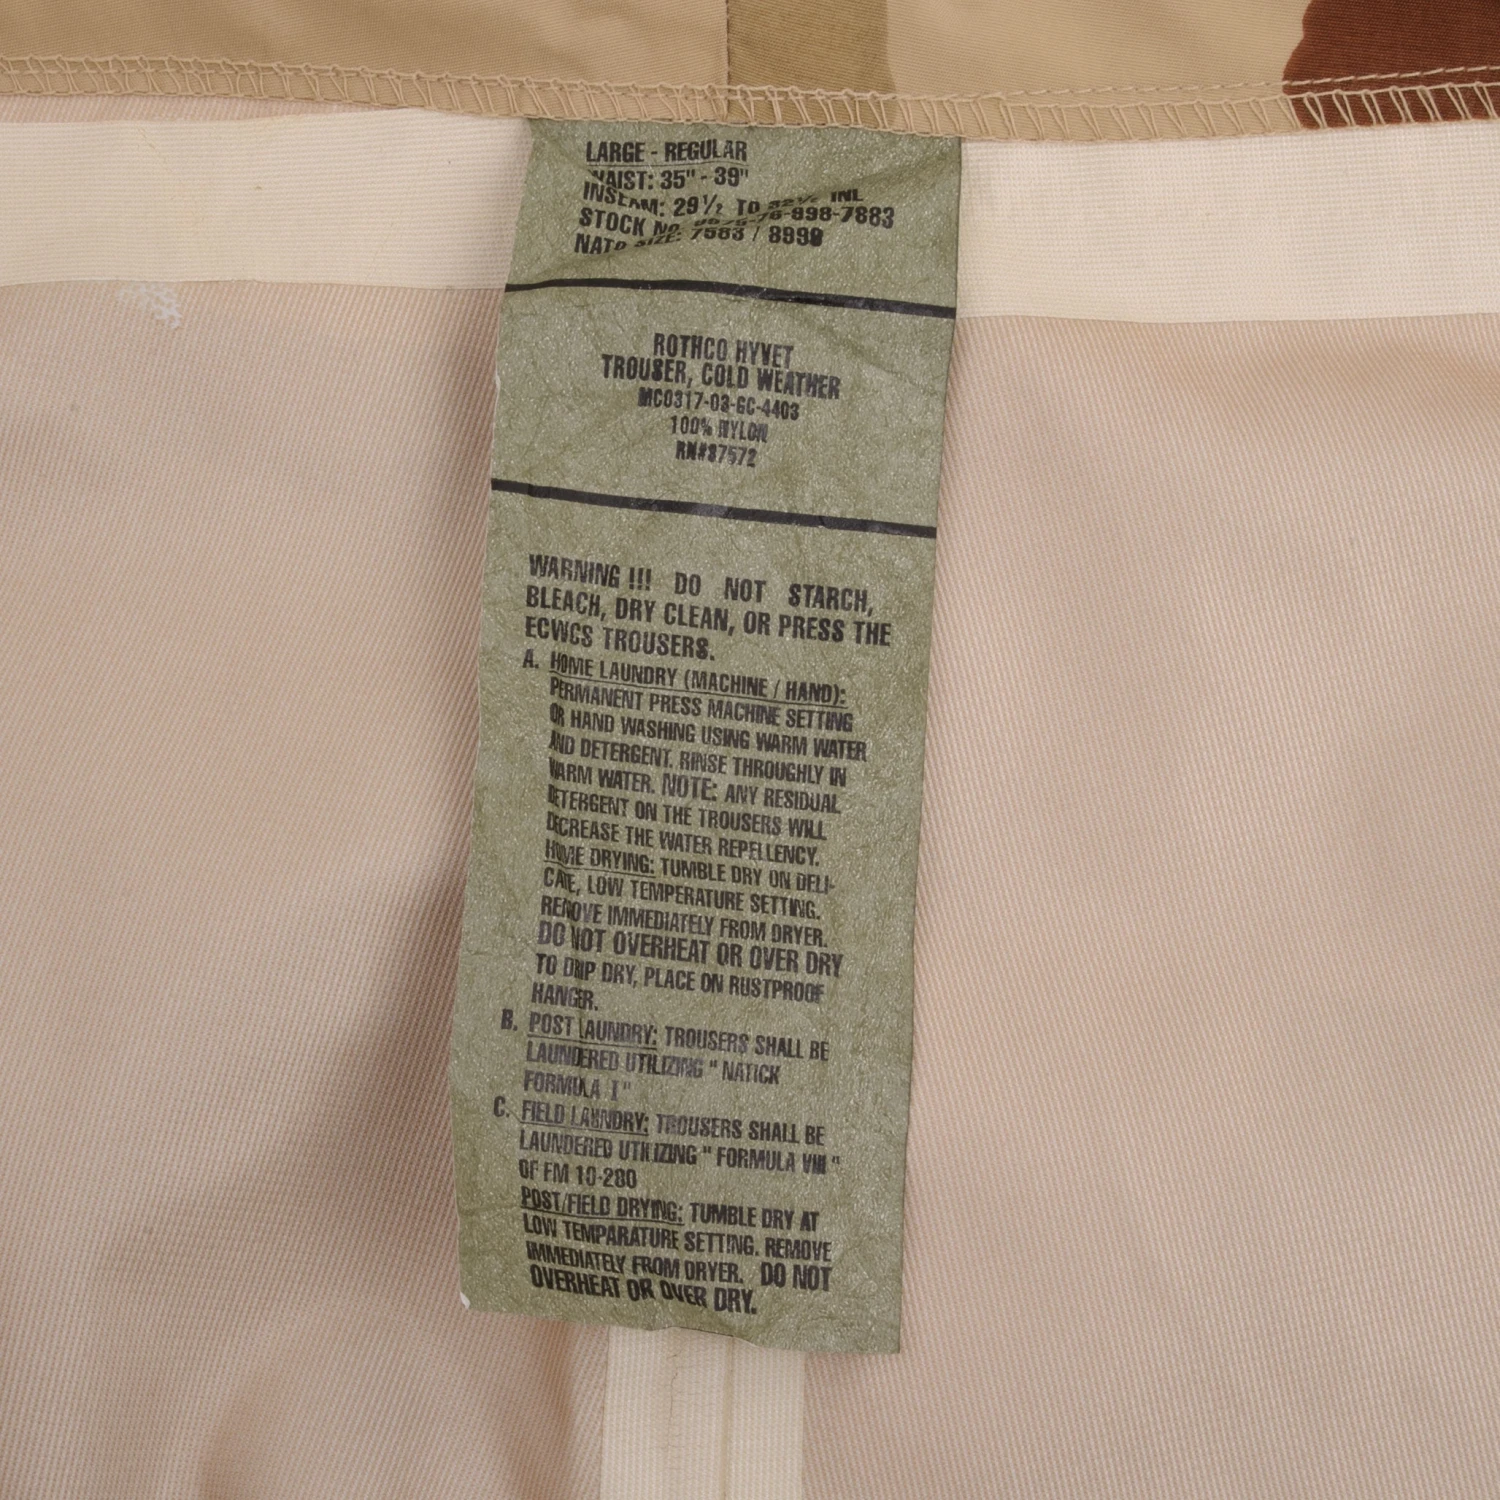 LARGE - REGULAR
WAIST: 35" - 39"
INSEAM: 29½ TO 32½ INL
STOCK No. 76-898-7883
NATO SIZE: 7583 / 8999
ROTHCO HYVET
TROUSER, COLD WEATHER
MC0317-03-GC-4403
100% NYLON
RN#37572
WARNING !!! DO NOT STARCH,
BLEACH, DRY CLEAN, OR PRESS THE
ECWCS TROUSERS.
A. HOME LAUNDRY (MACHINE / HAND):
PERMANENT PRESS MACHINE SETTING
OR HAND WASHING USING WARM WATER
AND DETERGENT. RINSE THROUGHLY IN
WARM WATER. NOTE: ANY RESIDUAL
DETERGENT ON THE TROUSERS WILL
DECREASE THE WATER REPELLENCY.
HOME DRYING: TUMBLE DRY ON DELI-
CATE, LOW TEMPERATURE SETTING.
REMOVE IMMEDIATELY FROM DRYER.
DO NOT OVERHEAT OR OVER DRY
TO DRIP DRY, PLACE ON RUSTPROOF
HANGER.
B. POST LAUNDRY: TROUSERS SHALL BE
LAUNDERED UTILIZING " NATICK
FORMULA I "
C. FIELD LAUNDRY: TROUSERS SHALL BE
LAUNDERED UTILIZING " FORMULA VIII "
OF FM 10-280
POST/FIELD DRYING: TUMBLE DRY AT
LOW TEMPARATURE SETTING. REMOVE
IMMEDIATELY FROM DRYER. DO NOT
OVERHEAT OR OVER DRY.